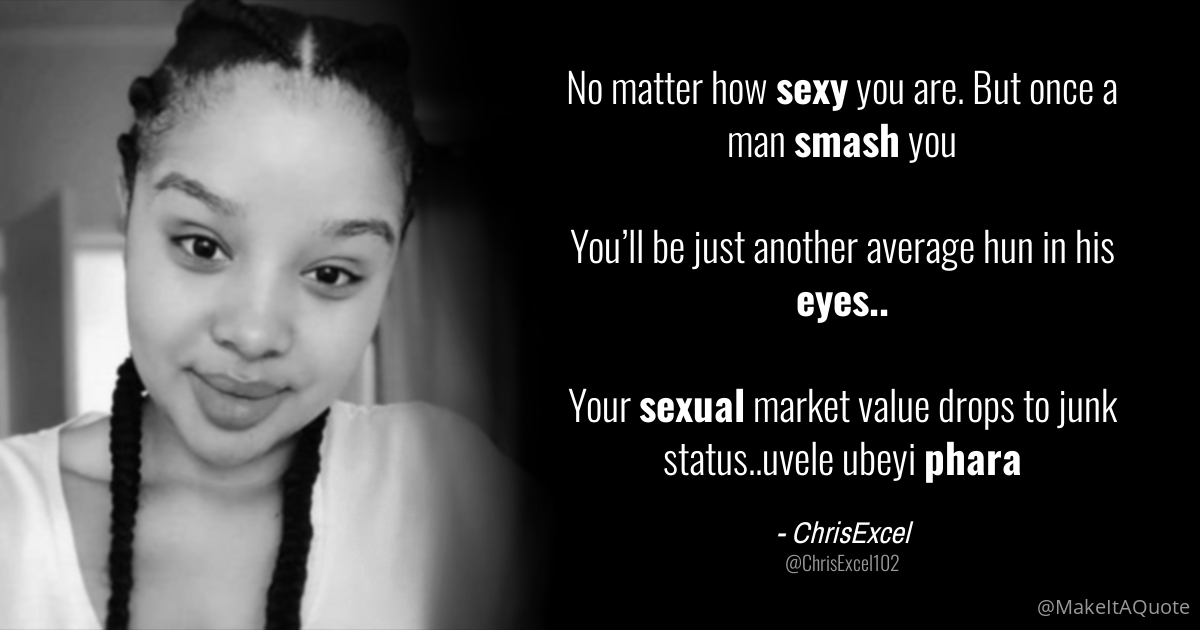 No matter how sexy you are. But once a
man smash you
You’ll be just another average hun in his
eyes..
Your sexual market value drops to junk
status..uvele ubeyi phara
- ChrisExcel
@ChrisExcel102
@MakeItAQuote